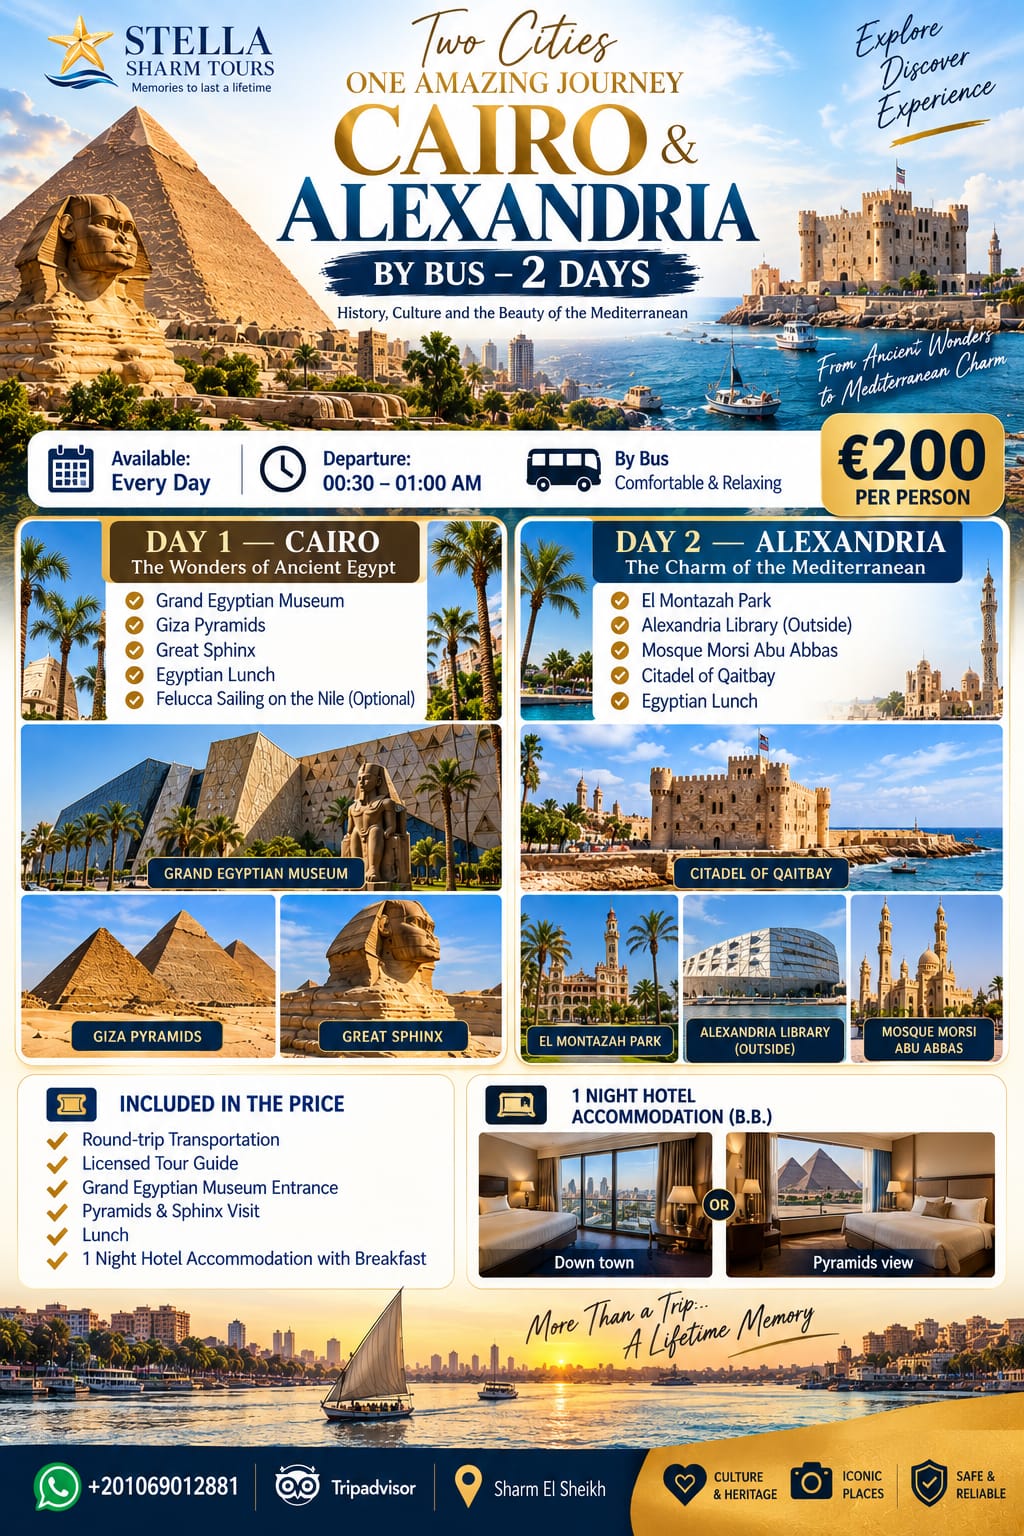 STELLA
SHARM TOURS
Memories to last a lifetime
Two Cities
ONE AMAZING JOURNEY
CAIRO &
ALEXANDRIA
BY BUS – 2 DAYS
History, Culture and the Beauty of the Mediterranean
Explore
Discover
Experience
From Ancient Wonders
to Mediterranean Charm
Available:
Every Day
Departure:
00:30 – 01:00 AM
By Bus
Comfortable & Relaxing
€200
PER PERSON
DAY 1 — CAIRO
The Wonders of Ancient Egypt
Grand Egyptian Museum
Giza Pyramids
Great Sphinx
Egyptian Lunch
Felucca Sailing on the Nile (Optional)
GRAND EGYPTIAN MUSEUM
GIZA PYRAMIDS
GREAT SPHINX
DAY 2 — ALEXANDRIA
The Charm of the Mediterranean
El Montazah Park
Alexandria Library (Outside)
Mosque Morsi Abu Abbas
Citadel of Qaitbay
Egyptian Lunch
CITADEL OF QAITBAY
EL MONTAZAH PARK
ALEXANDRIA LIBRARY
(OUTSIDE)
MOSQUE MORSI
ABU ABBAS
INCLUDED IN THE PRICE
Round-trip Transportation
Licensed Tour Guide
Grand Egyptian Museum Entrance
Pyramids & Sphinx Visit
Lunch
1 Night Hotel Accommodation with Breakfast
1 NIGHT HOTEL
ACCOMMODATION (B.B.)
Down town
OR
Pyramids view
More Than a Trip...
A Lifetime Memory
+201069012881
Tripadvisor
Sharm El Sheikh
CULTURE
& HERITAGE
ICONIC
PLACES
SAFE &
RELIABLE